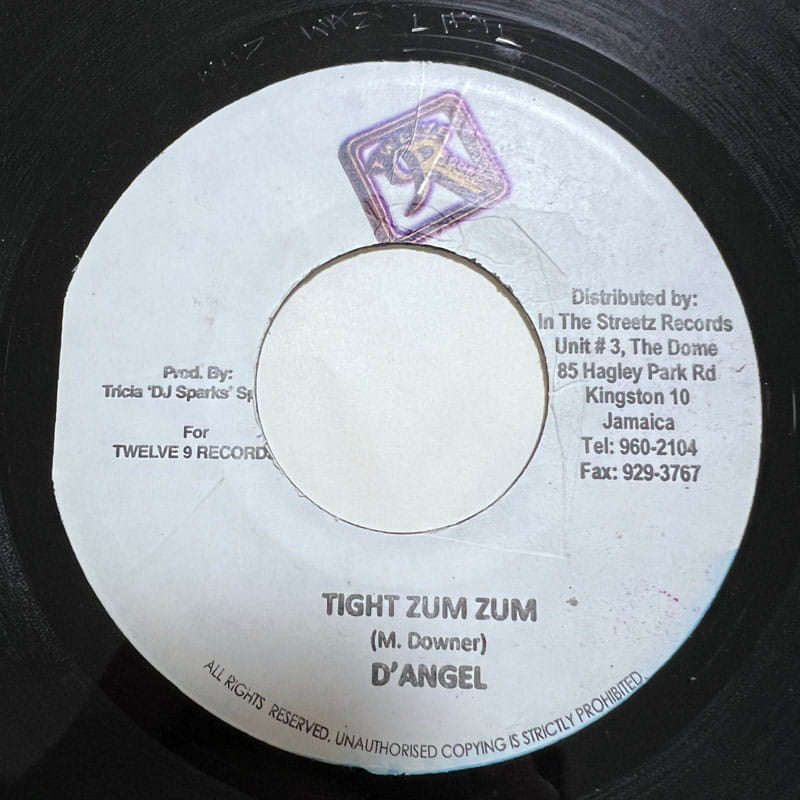 Prod. By:
Tricia 'DJ Sparks'
For
TWELVE 9 RECORDS
Distributed by:
In The Streetz Records
Unit # 3, The Dome
85 Hagley Park Rd
Kingston 10
Jamaica
Tel: 960-2104
Fax: 929-3767
TIGHT ZUM ZUM
(M. Downer)
D'ANGEL
ALL RIGHTS RESERVED. UNAUTHORISED COPYING IS STRICTLY PROHIBITED.